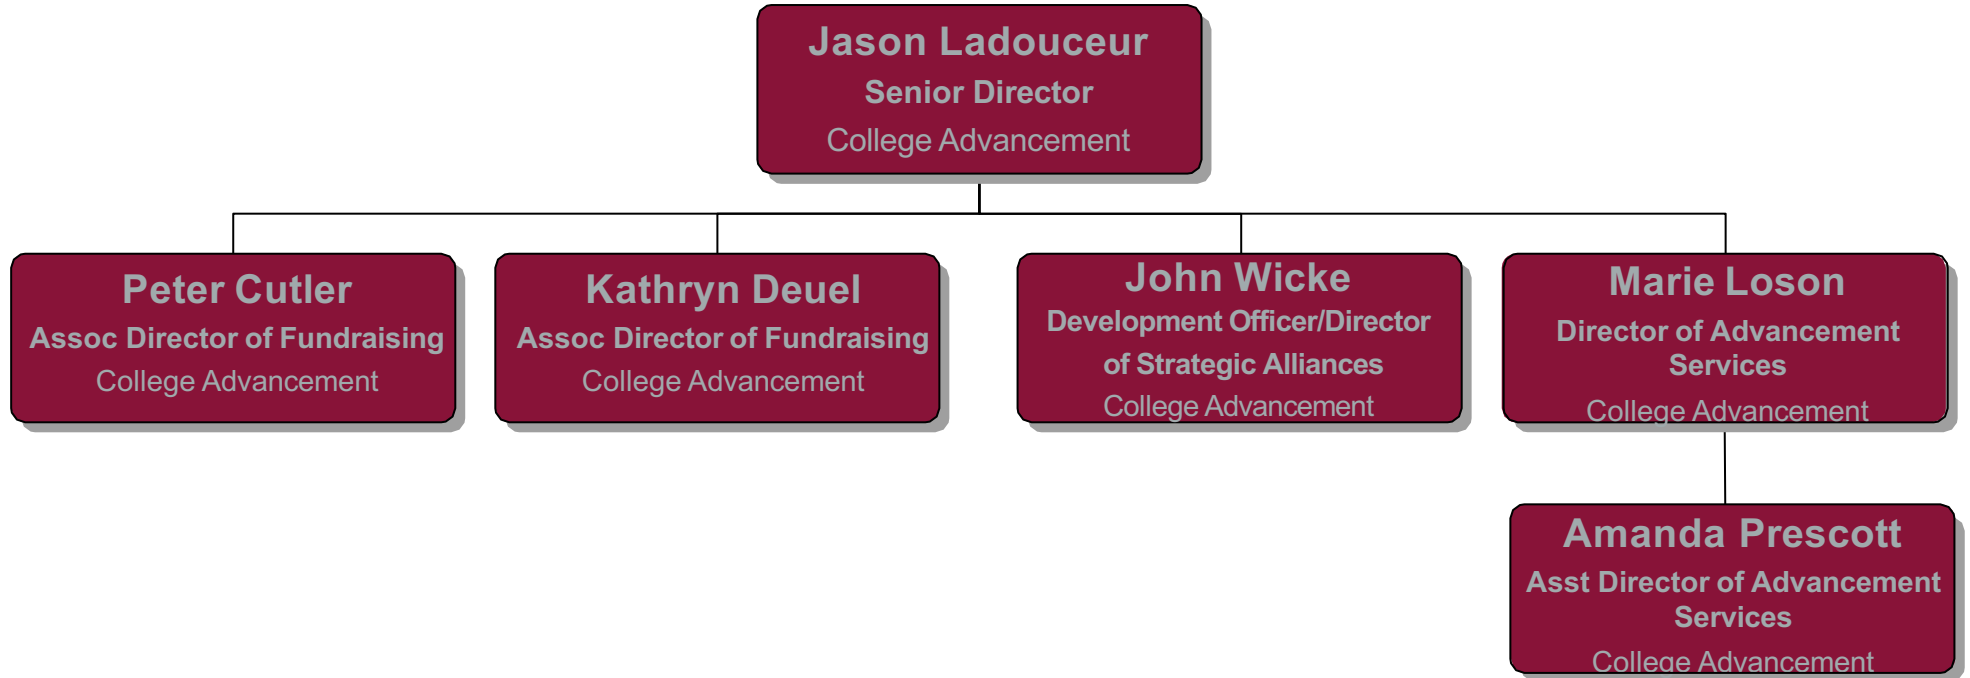 Jason Ladouceur
Senior Director
College Advancement
Peter Cutler
Assoc Director of Fundraising
College Advancement
Kathryn Deuel
Assoc Director of Fundraising
College Advancement
John Wicke
Development Officer/Director
of Strategic Alliances
College Advancement
Marie Loson
Director of Advancement
Services
College Advancement
Amanda Prescott
Asst Director of Advancement
Services
College Advancement